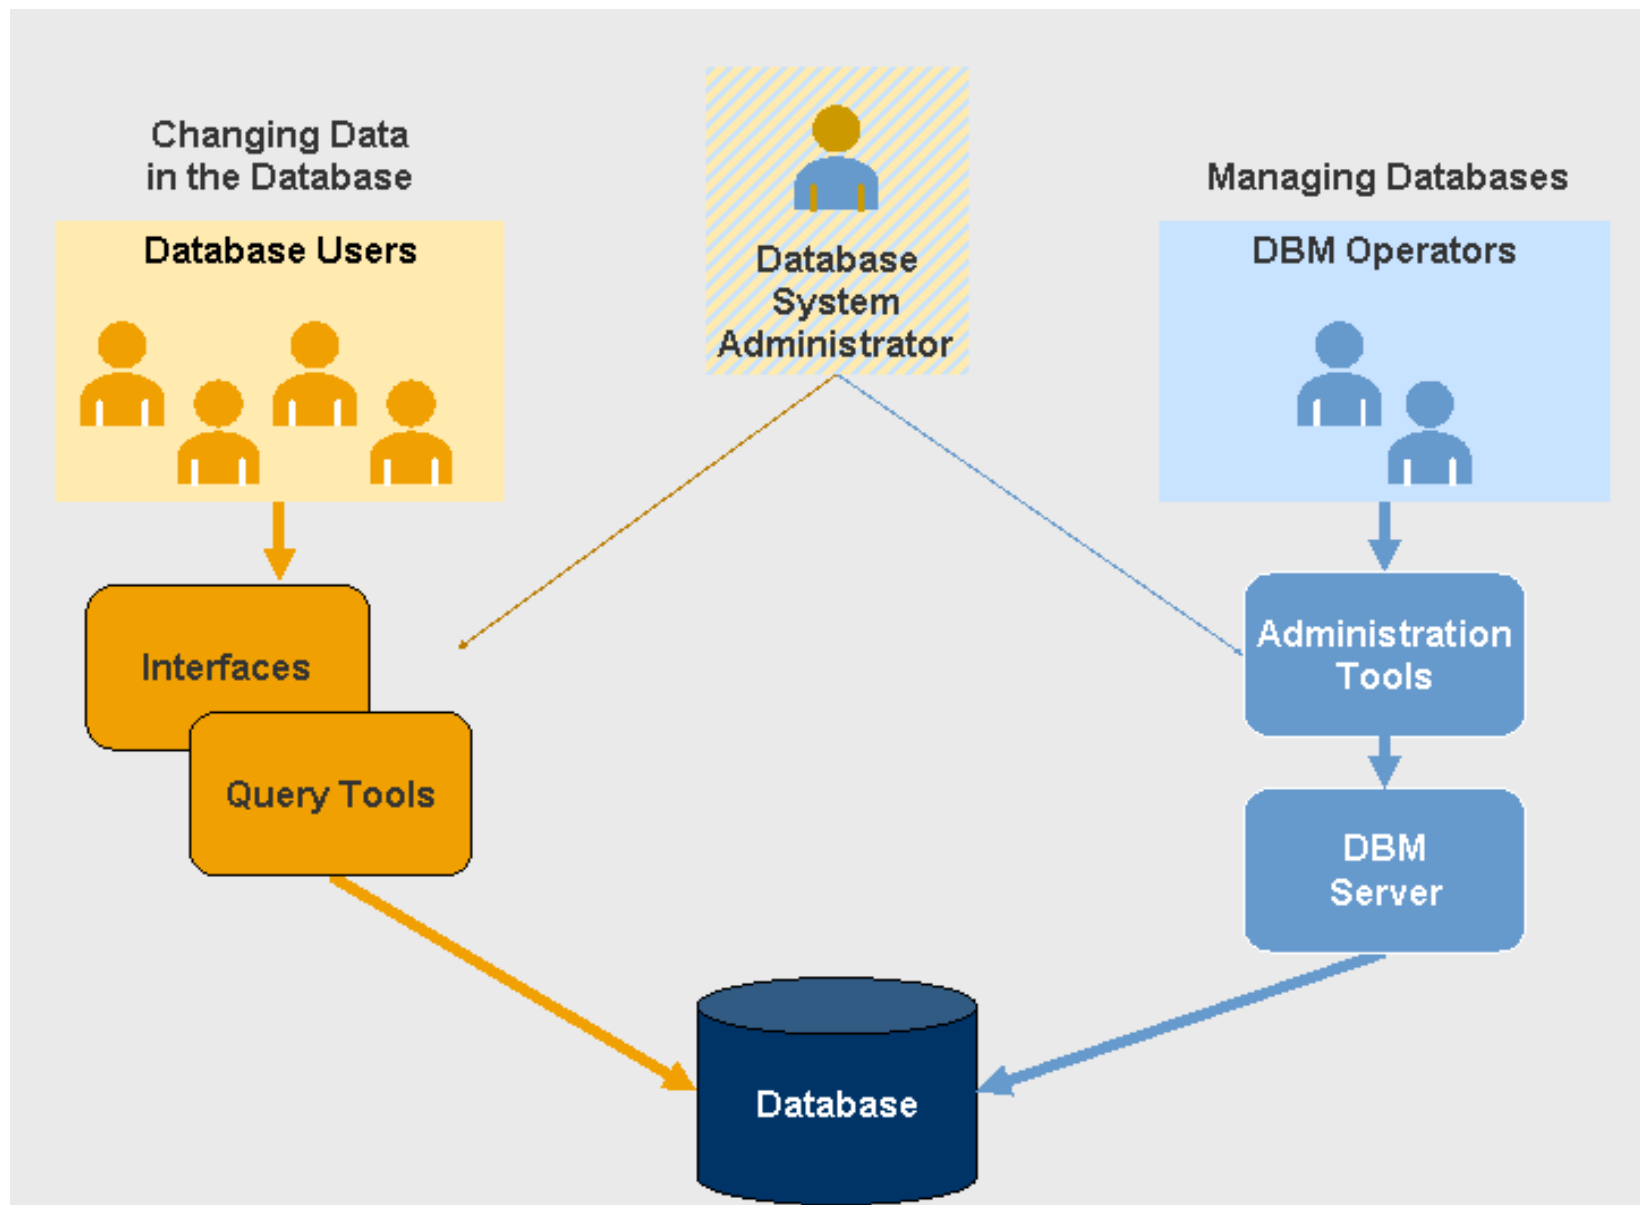 Changing Data
in the Database
Database Users
Database
System
Administrator
Managing Databases
DBM Operators
Interfaces
Query Tools
Administration
Tools
DBM
Server
Database